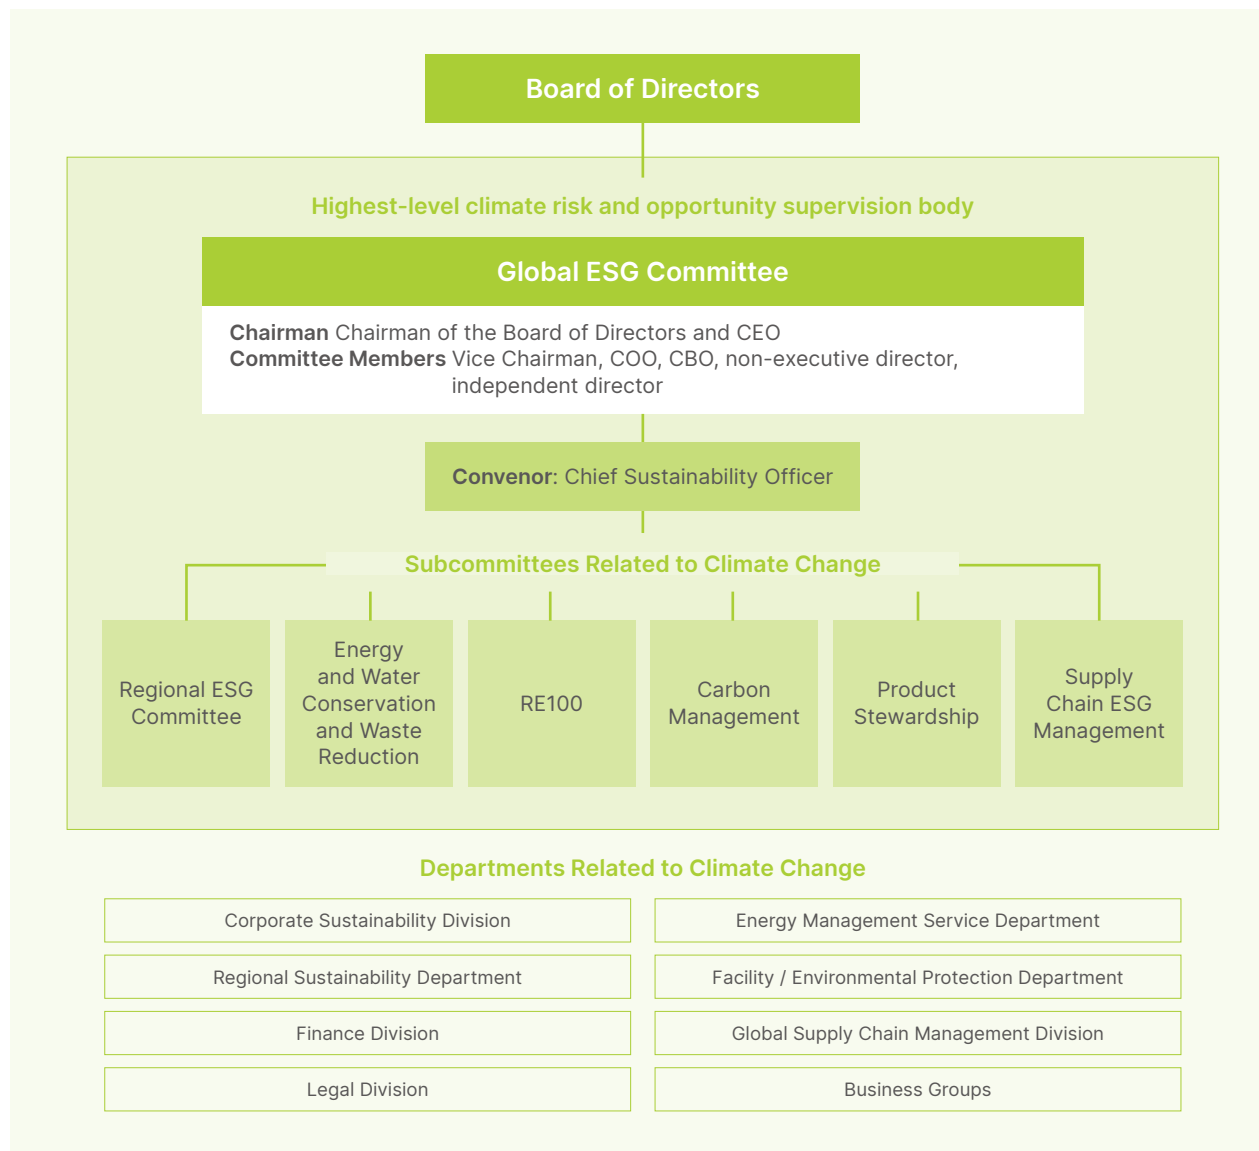 Board of Directors
Highest-level climate risk and opportunity supervision body
Global ESG Committee
Chairman Chairman of the Board of Directors and CEO
Committee Members Vice Chairman, COO, CBO, non-executive director,
independent director
Convenor: Chief Sustainability Officer
Subcommittees Related to Climate Change
Regional ESG
Committee
Energy
and Water
Conservation
and Waste
Reduction
RE100
Carbon
Management
Product
Stewardship
Supply
Chain ESG
Management
Departments Related to Climate Change
Corporate Sustainability Division
Energy Management Service Department
Regional Sustainability Department
Facility / Environmental Protection Department
Finance Division
Global Supply Chain Management Division
Legal Division
Business Groups